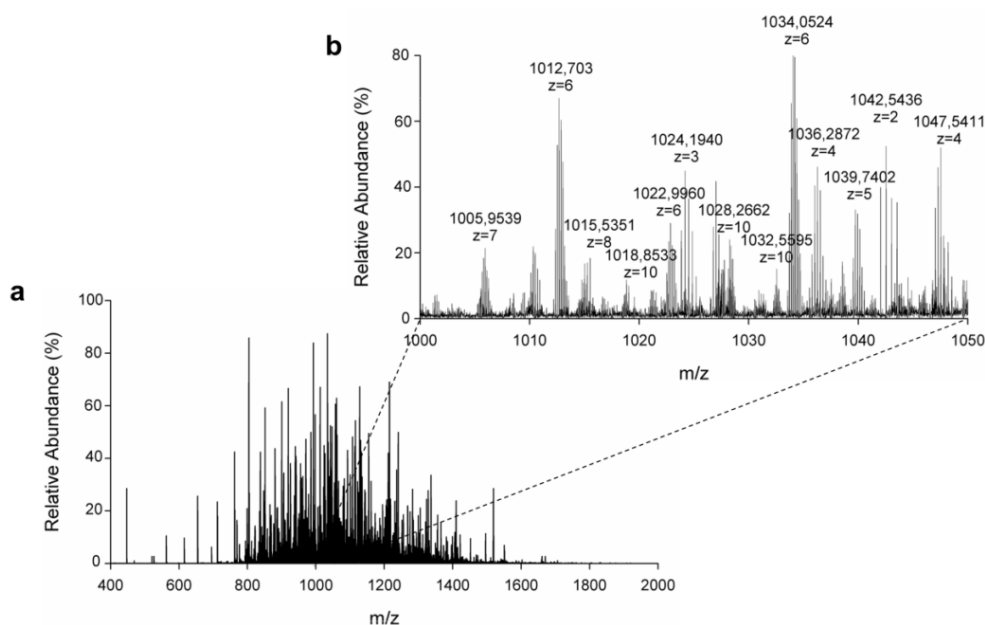 b
1034,0524
z=6
80
1012,703
z=6
1042,5436
z=2
60
1024,1940
z=3
1047,5411
z=4
1036,2872
z=4
40
1022,9960
z=6
1039,7402
z=5
1028,2662
z=10
1005,9539
z=7
1015,5351
z=8
20
1018,8533
z=10
1032,5595
z=10
0
Relative Abundance (%)
1000
1010
1020
1030
1040
1050
m/z
a
100
80
60
40
20
0
Relative Abundance (%)
400
600
800
1000
1200
1400
1600
1800
2000
m/z